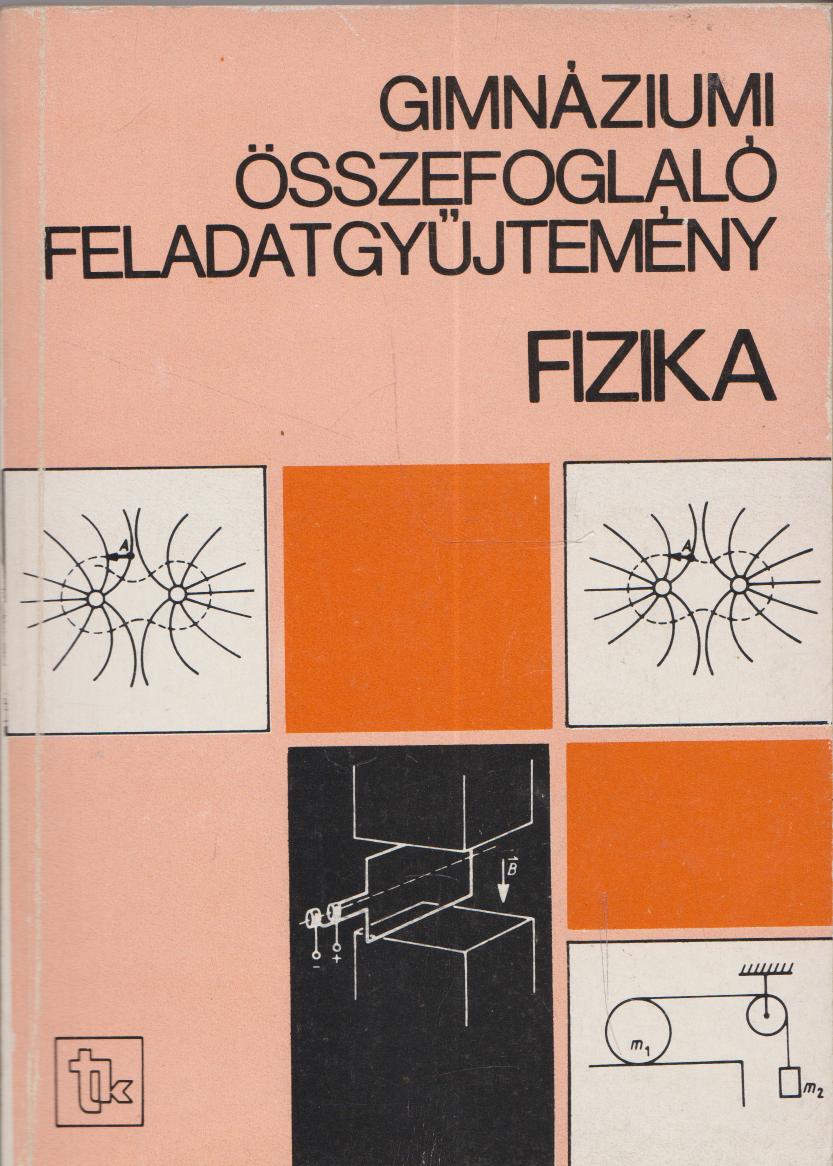 GIMNÁZIUMI
ÖSSZEFOGLALÓ
FELADATGYŰJTEMÉNY
FIZIKA
A
A
B
- +
m1
m2
tk